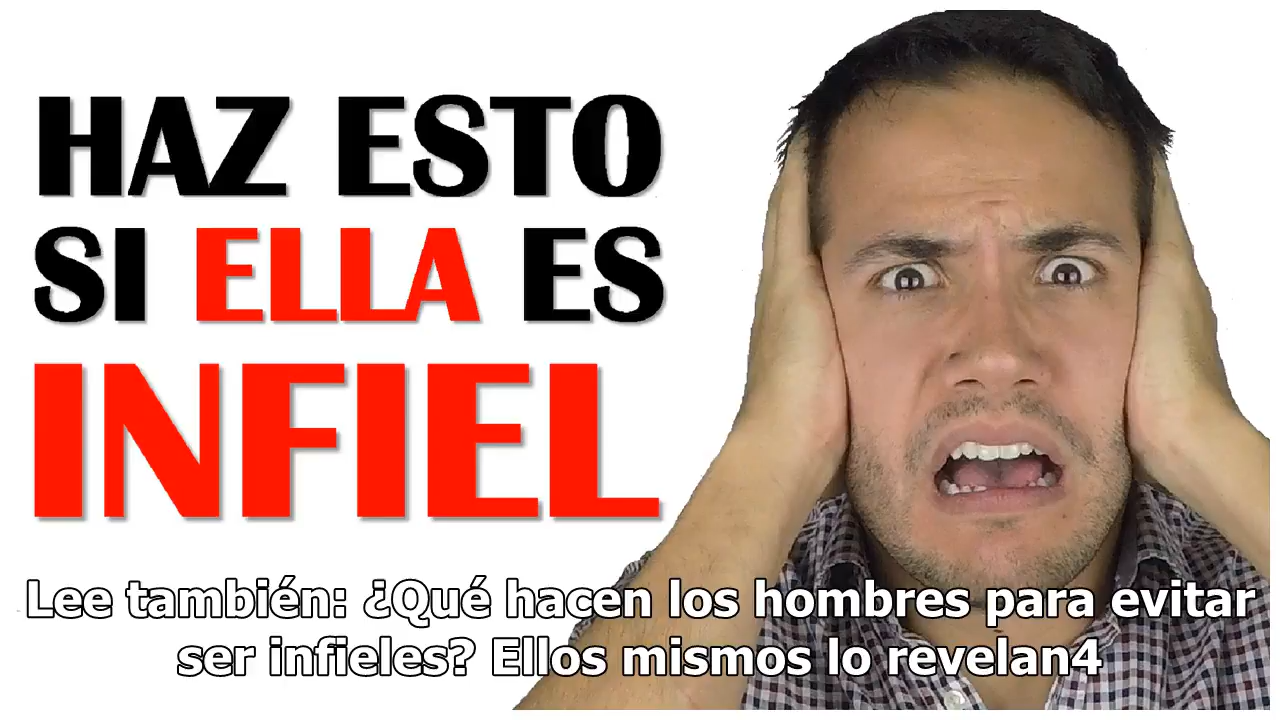 HAZ ESTO
SI ELLA ES
INFIEL
Lee también: ¿Qué hacen los hombres para evitar
ser infieles? Ellos mismos lo revelan4